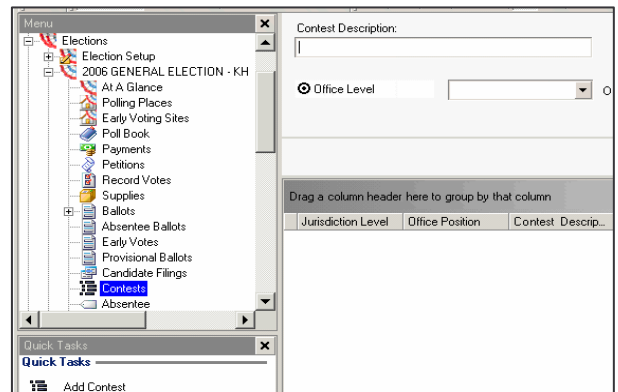 Menu
Elections
Election Setup
2006 GENERAL ELECTION - KH
At A Glance
Polling Places
Early Voting Sites
Poll Book
Payments
Petitions
Record Votes
Supplies
Ballots
Absentee Ballots
Early Votes
Provisional Ballots
Candidate Filings
Contests
Absentee
Quick Tasks
Quick Tasks
Add Contest
Contest Description:
Office Level
O
Drag a column header here to group by that column
Jurisdiction Level Office Position Contest Descrip...